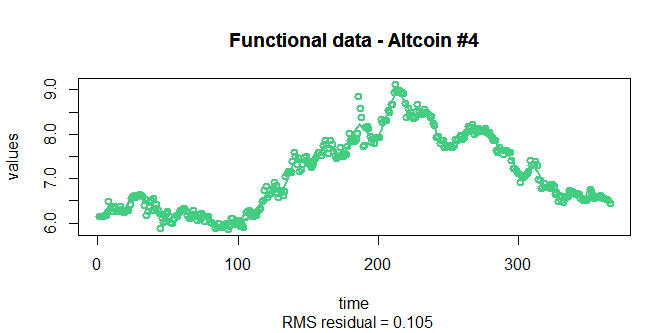 Functional data - Altcoin #4
values
9.0
8.0
7.0
6.0
0 100 200 300
time
RMS residual = 0.105